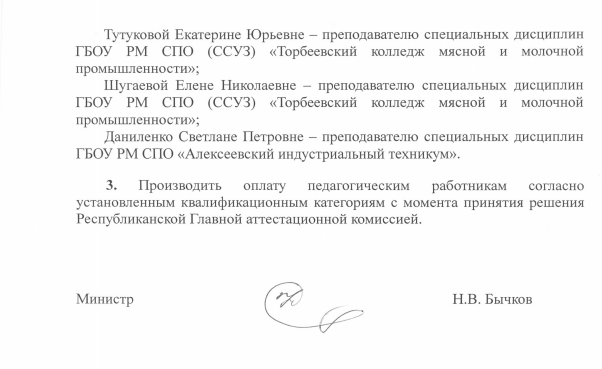 Тутуковой Екатерине Юрьевне – преподавателю специальных дисциплин
ГБОУ РМ СПО (ССУЗ) «Торбеевский колледж мясной и молочной
промышленности»;
Шугаевой Елене Николаевне – преподавателю специальных дисциплин
ГБОУ РМ СПО (ССУЗ) «Торбеевский колледж мясной и молочной
промышленности»;
Даниленко Светлане Петровне – преподавателю специальных дисциплин
ГБОУ РМ СПО «Алексеевский индустриальный техникум».
3. Производить оплату педагогическим работникам согласно
установленным квалификационным категориям с момента принятия решения
Республиканской Главной аттестационной комиссией.
Министр Н.В. Бычков